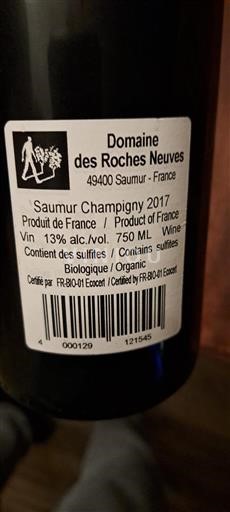 Domaine
des Roches Neuves
49400 Saumur - France
Saumur Champigny 2017
Produit de France / Product of France
Vin 13% alc./vol. 750 ML Wine
Contient des sulfites / Contains sulfites
Biologique / Organic
Certifié par FR-BIO-01 Ecocert / Certified by FR-BIO-01 Ecocert
4 000129 121545